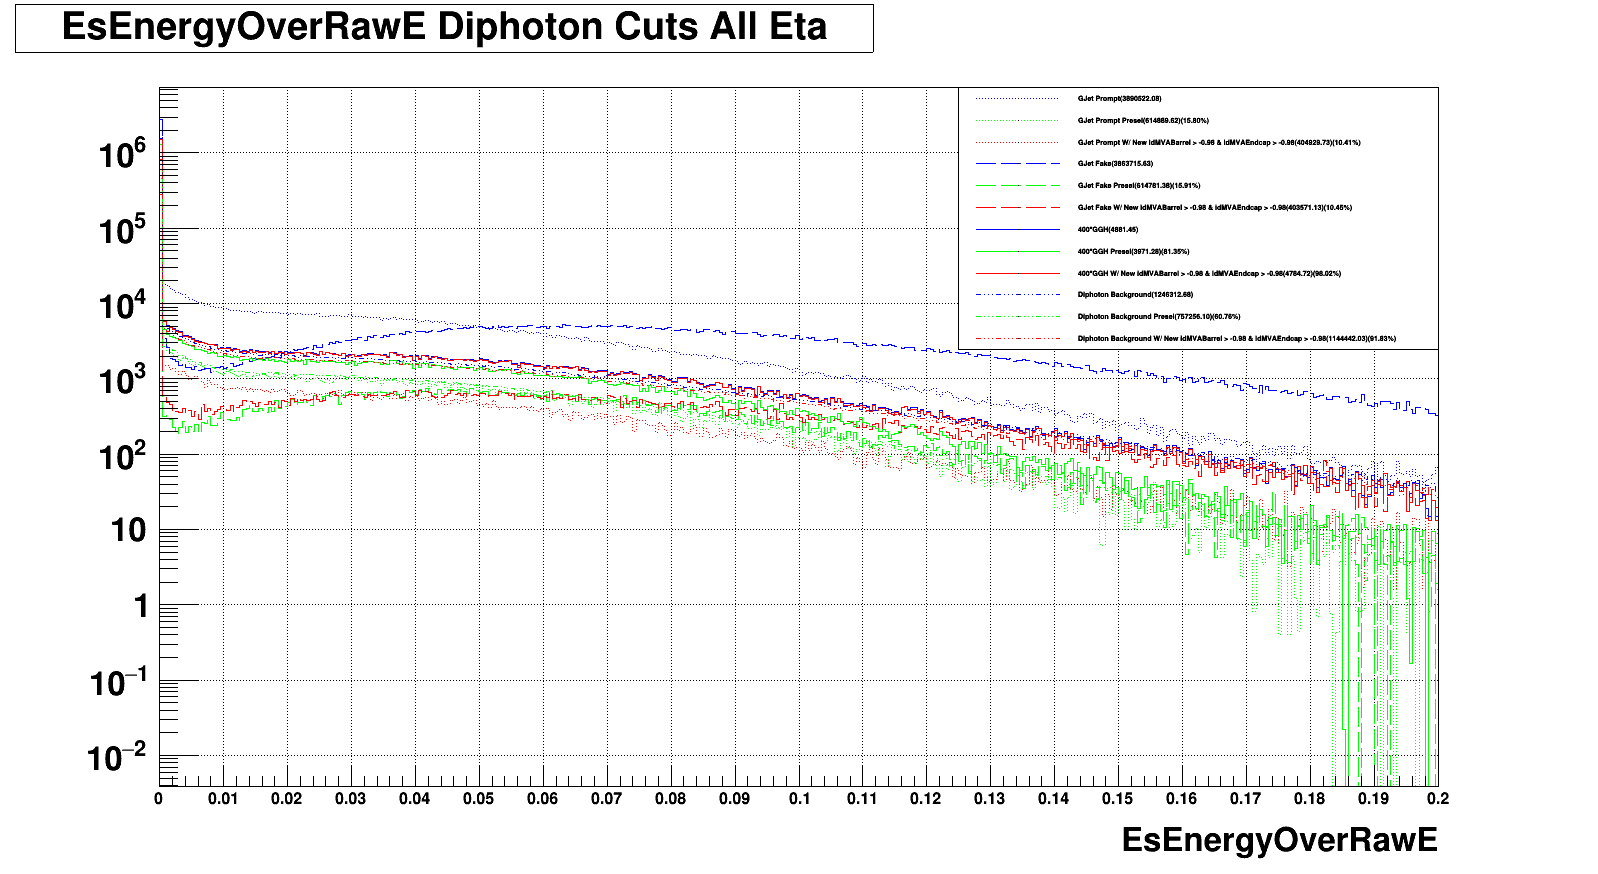 EsEnergyOverRawE Diphoton Cuts All Eta
GJet Prompt(3890522.08)
GJet Prompt Presel(614889.62)(15.80%)
GJet Prompt W/ New IdMVABarrel > -0.98 & IdMVAEndcap > -0.98(404929.73)(10.41%)
GJet Fake(3863715.63)
GJet Fake Presel(614781.36)(15.91%)
GJet Fake W/ New IdMVABarrel > -0.98 & IdMVAEndcap > -0.98(403571.13)(10.45%)
400*GGH(4881.45)
400*GGH Presel(3971.28)(81.35%)
400*GGH W/ New IdMVABarrel > -0.98 & IdMVAEndcap > -0.98(4784.72)(98.02%)
Diphoton Background(1246312.68)
Diphoton Background Presel(757256.10)(60.76%)
Diphoton Background W/ New IdMVABarrel > -0.98 & IdMVAEndcap > -0.98(1144442.03)(91.83%)
10⁶
10⁵
10⁴
10³
10²
10
1
10⁻¹
10⁻²
0 0.01 0.02 0.03 0.04 0.05 0.06 0.07 0.08 0.09 0.1 0.11 0.12 0.13 0.14 0.15 0.16 0.17 0.18 0.19 0.2
EsEnergyOverRawE